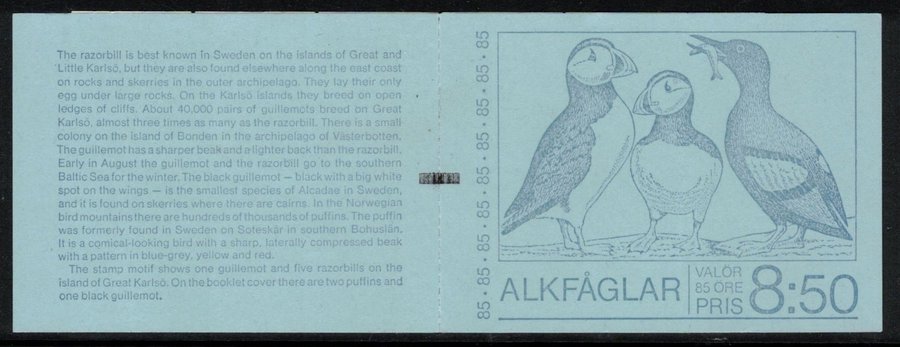 The razorbill is best known in Sweden on the islands of Great and
Little Karlsö, but they are also found elsewhere along the east coast
on rocks and skerries in the outer archipelago. They lay their only
egg under large rocks. On the Karlsö islands they breed on open
ledges of cliffs. About 40,000 pairs of guillemots breed on Great
Karlsö, almost three times as many as the razorbill. There is a small
colony on the island of Bonden in the archipelago of Västerbotten.
The guillemot has a sharper beak and a lighter back than the razorbill.
Early in August the guillemot and the razorbill go to the southern
Baltic Sea for the winter. The black guillemot – black with a big white
spot on the wings – is the smallest species of Alcadae in Sweden,
and it is found on skerries where there are cairns. In the Norwegian
bird mountains there are hundreds of thousands of puffins. The puffin
was formerly found in Sweden on Soteskär in southern Bohuslän.
It is a comical-looking bird with a sharp, laterally compressed beak
with a pattern in blue-grey, yellow and red.
The stamp motif shows one guillemot and five razorbills on the
island of Great Karlsö. On the booklet cover there are two puffins and
one black guillemot.
85 · 85 · 85 · 85 · 85 · 85 · 85 · 85 · 85 · 85
ALKFÅGLAR
VALÖR
85 ÖRE
PRIS 8:50